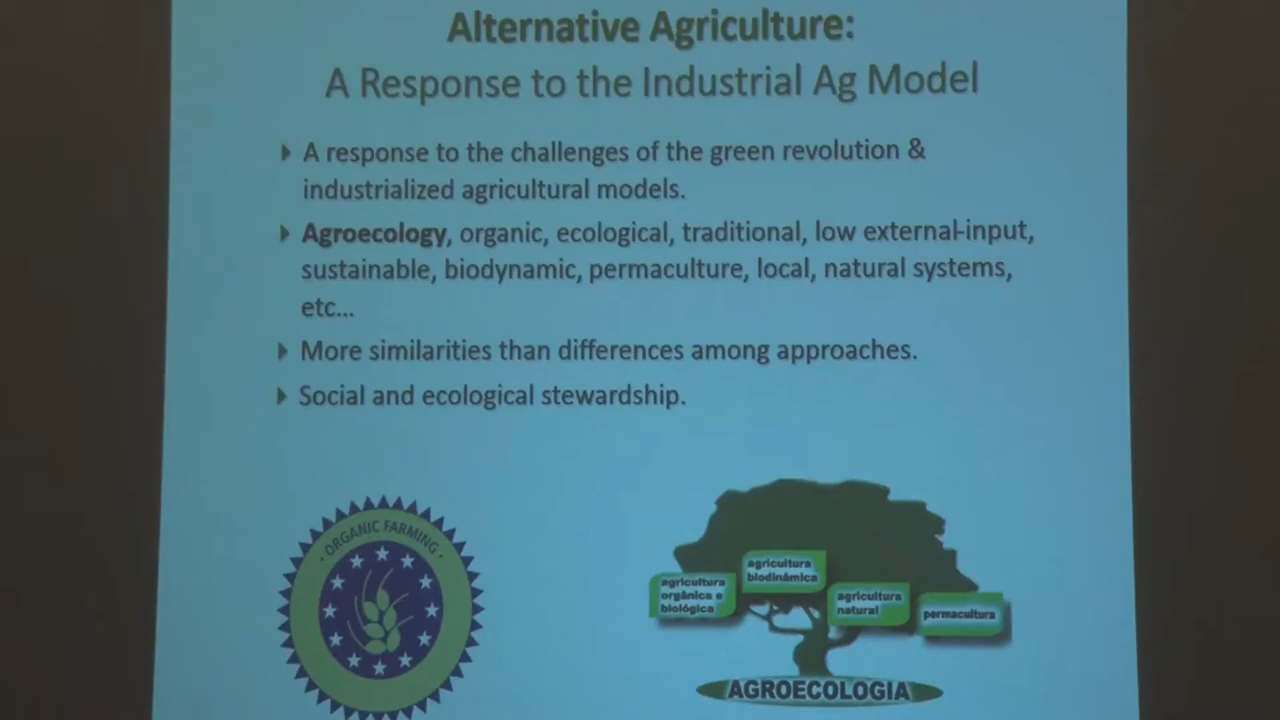 Alternative Agriculture:
A Response to the Industrial Ag Model
A response to the challenges of the green revolution &
industrialized agricultural models.
Agroecology, organic, ecological, traditional, low external-input,
sustainable, biodynamic, permaculture, local, natural systems,
etc...
More similarities than differences among approaches.
Social and ecological stewardship.
· ORGANIC FARMING ·
agricultura
orgânica e
biológica
agricultura
biodinâmica
agricultura
natural
permacultura
AGROECOLOGIA